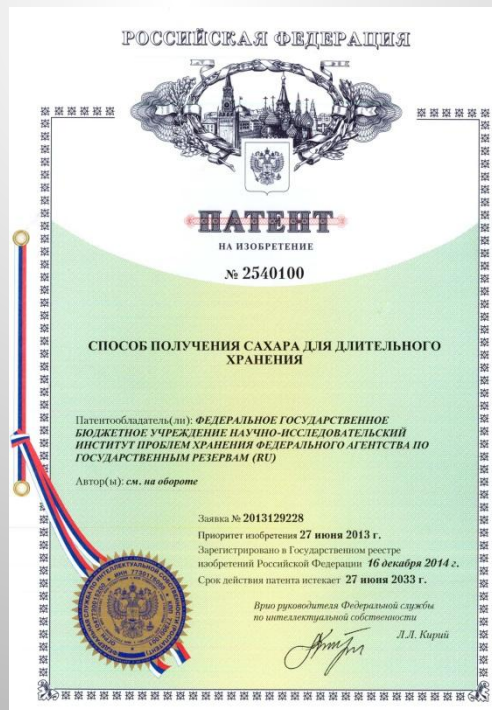 РОССИЙСКАЯ ФЕДЕРАЦИЯ
ПАТЕНТ
НА ИЗОБРЕТЕНИЕ
№ 2540100
СПОСОБ ПОЛУЧЕНИЯ САХАРА ДЛЯ ДЛИТЕЛЬНОГО
ХРАНЕНИЯ
Патентообладатель(ли): ФЕДЕРАЛЬНОЕ ГОСУДАРСТВЕННОЕ
БЮДЖЕТНОЕ УЧРЕЖДЕНИЕ НАУЧНО-ИССЛЕДОВАТЕЛЬСКИЙ
ИНСТИТУТ ПРОБЛЕМ ХРАНЕНИЯ ФЕДЕРАЛЬНОГО АГЕНТСТВА ПО
ГОСУДАРСТВЕННЫМ РЕЗЕРВАМ (RU)
Автор(ы): см. на обороте
Заявка № 2013129228
Приоритет изобретения 27 июня 2013 г.
Зарегистрировано в Государственном реестре
изобретений Российской Федерации 16 декабря 2014 г.
Срок действия патента истекает 27 июня 2033 г.
Врио руководителя Федеральной службы
по интеллектуальной собственности
Л.Л. Кирий